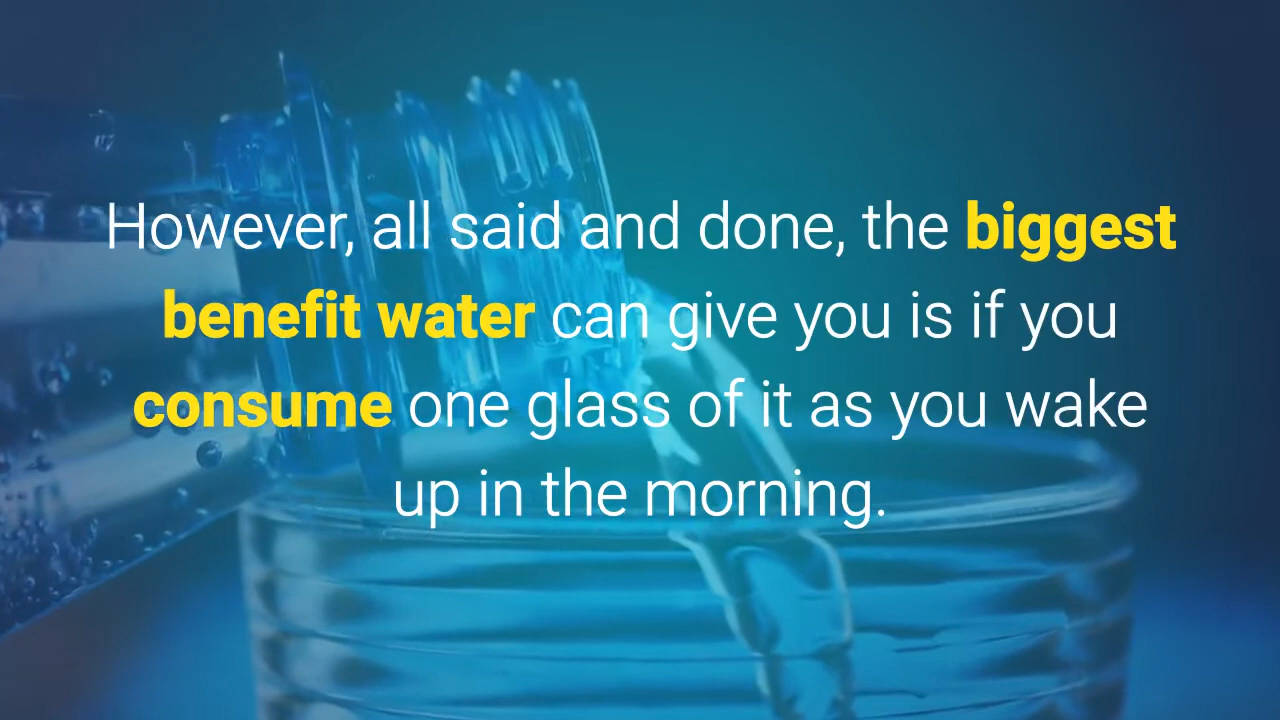 However, all said and done, the biggest
benefit water can give you is if you
consume one glass of it as you wake
up in the morning.